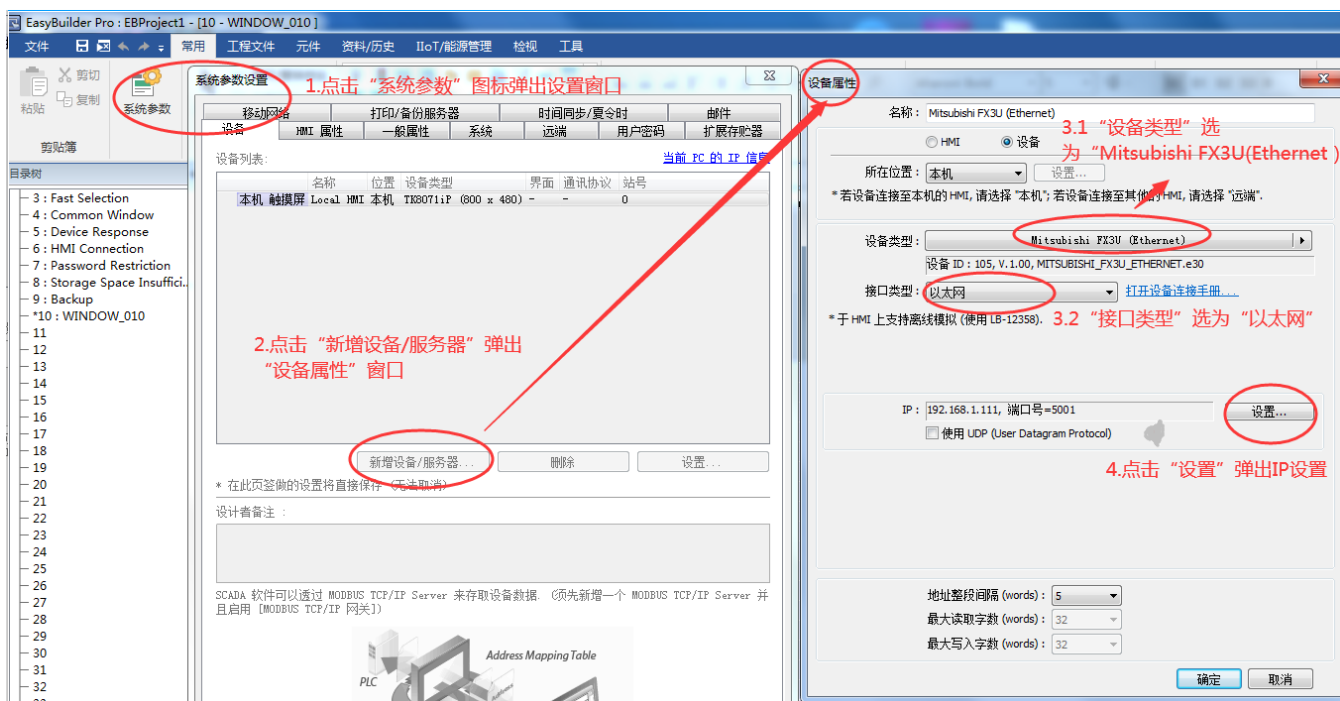 EasyBuilder Pro : EBProject1 - [10 - WINDOW_010 ]
文件 常用 工程文件 元件 资料/历史 IIoT/能源管理 检视 工具
粘贴
剪切
复制
系统参数
剪贴簿
目录树
3 : Fast Selection
4 : Common Window
5 : Device Response
6 : HMI Connection
7 : Password Restriction
8 : Storage Space Insuffici..
9 : Backup
*10 : WINDOW_010
11
12
13
14
15
16
17
18
19
20
21
22
23
24
25
26
27
28
29
30
31
32
系统参数设置
1.点击“系统参数”图标弹出设置窗口
移动网络 打印/备份服务器 时间同步/夏令时 邮件
设备 HMI 属性 一般属性 系统 远端 用户密码 扩展存贮器
设备列表:
当前 PC 的 IP 信息
名称 位置 设备类型 界面 通讯协议 站号
本机 触摸屏 Local HMI 本机 TK8071iP (800 x 480) - - 0
2.点击“新增设备/服务器”弹出
“设备属性”窗口
新增设备/服务器... 删除 设置...
* 在此页签做的设置将直接保存 (无法取消)
设计者备注 :
SCADA 软件可以透过 MODBUS TCP/IP Server 来存取设备数据. (须先新增一个 MODBUS TCP/IP Server 并
且启用 [MODBUS TCP/IP 网关])
Address Mapping Table
PLC
设备属性
名称 : Mitsubishi FX3U (Ethernet)
HMI 设备
3.1“设备类型”选
为“Mitsubishi FX3U(Ethernet )
所在位置 : 本机 设置...
* 若设备连接至本机的 HMI, 请选择 "本机"; 若设备连接至其他的 HMI, 请选择 "远端".
设备类型 : Mitsubishi FX3U (Ethernet)
设备 ID : 105, V.1.00, MITSUBISHI_FX3U_ETHERNET.e30
接口类型 : 以太网 打开设备连接手册...
* 于 HMI 上支持离线模拟 (使用 LB-12358).
3.2“接口类型”选为“以太网”
IP : 192.168.1.111, 端口号=5001 设置...
使用 UDP (User Datagram Protocol)
4.点击“设置”弹出IP设置
地址整段间隔 (words) : 5
最大读取字数 (words) : 32
最大写入字数 (words) : 32
确定 取消